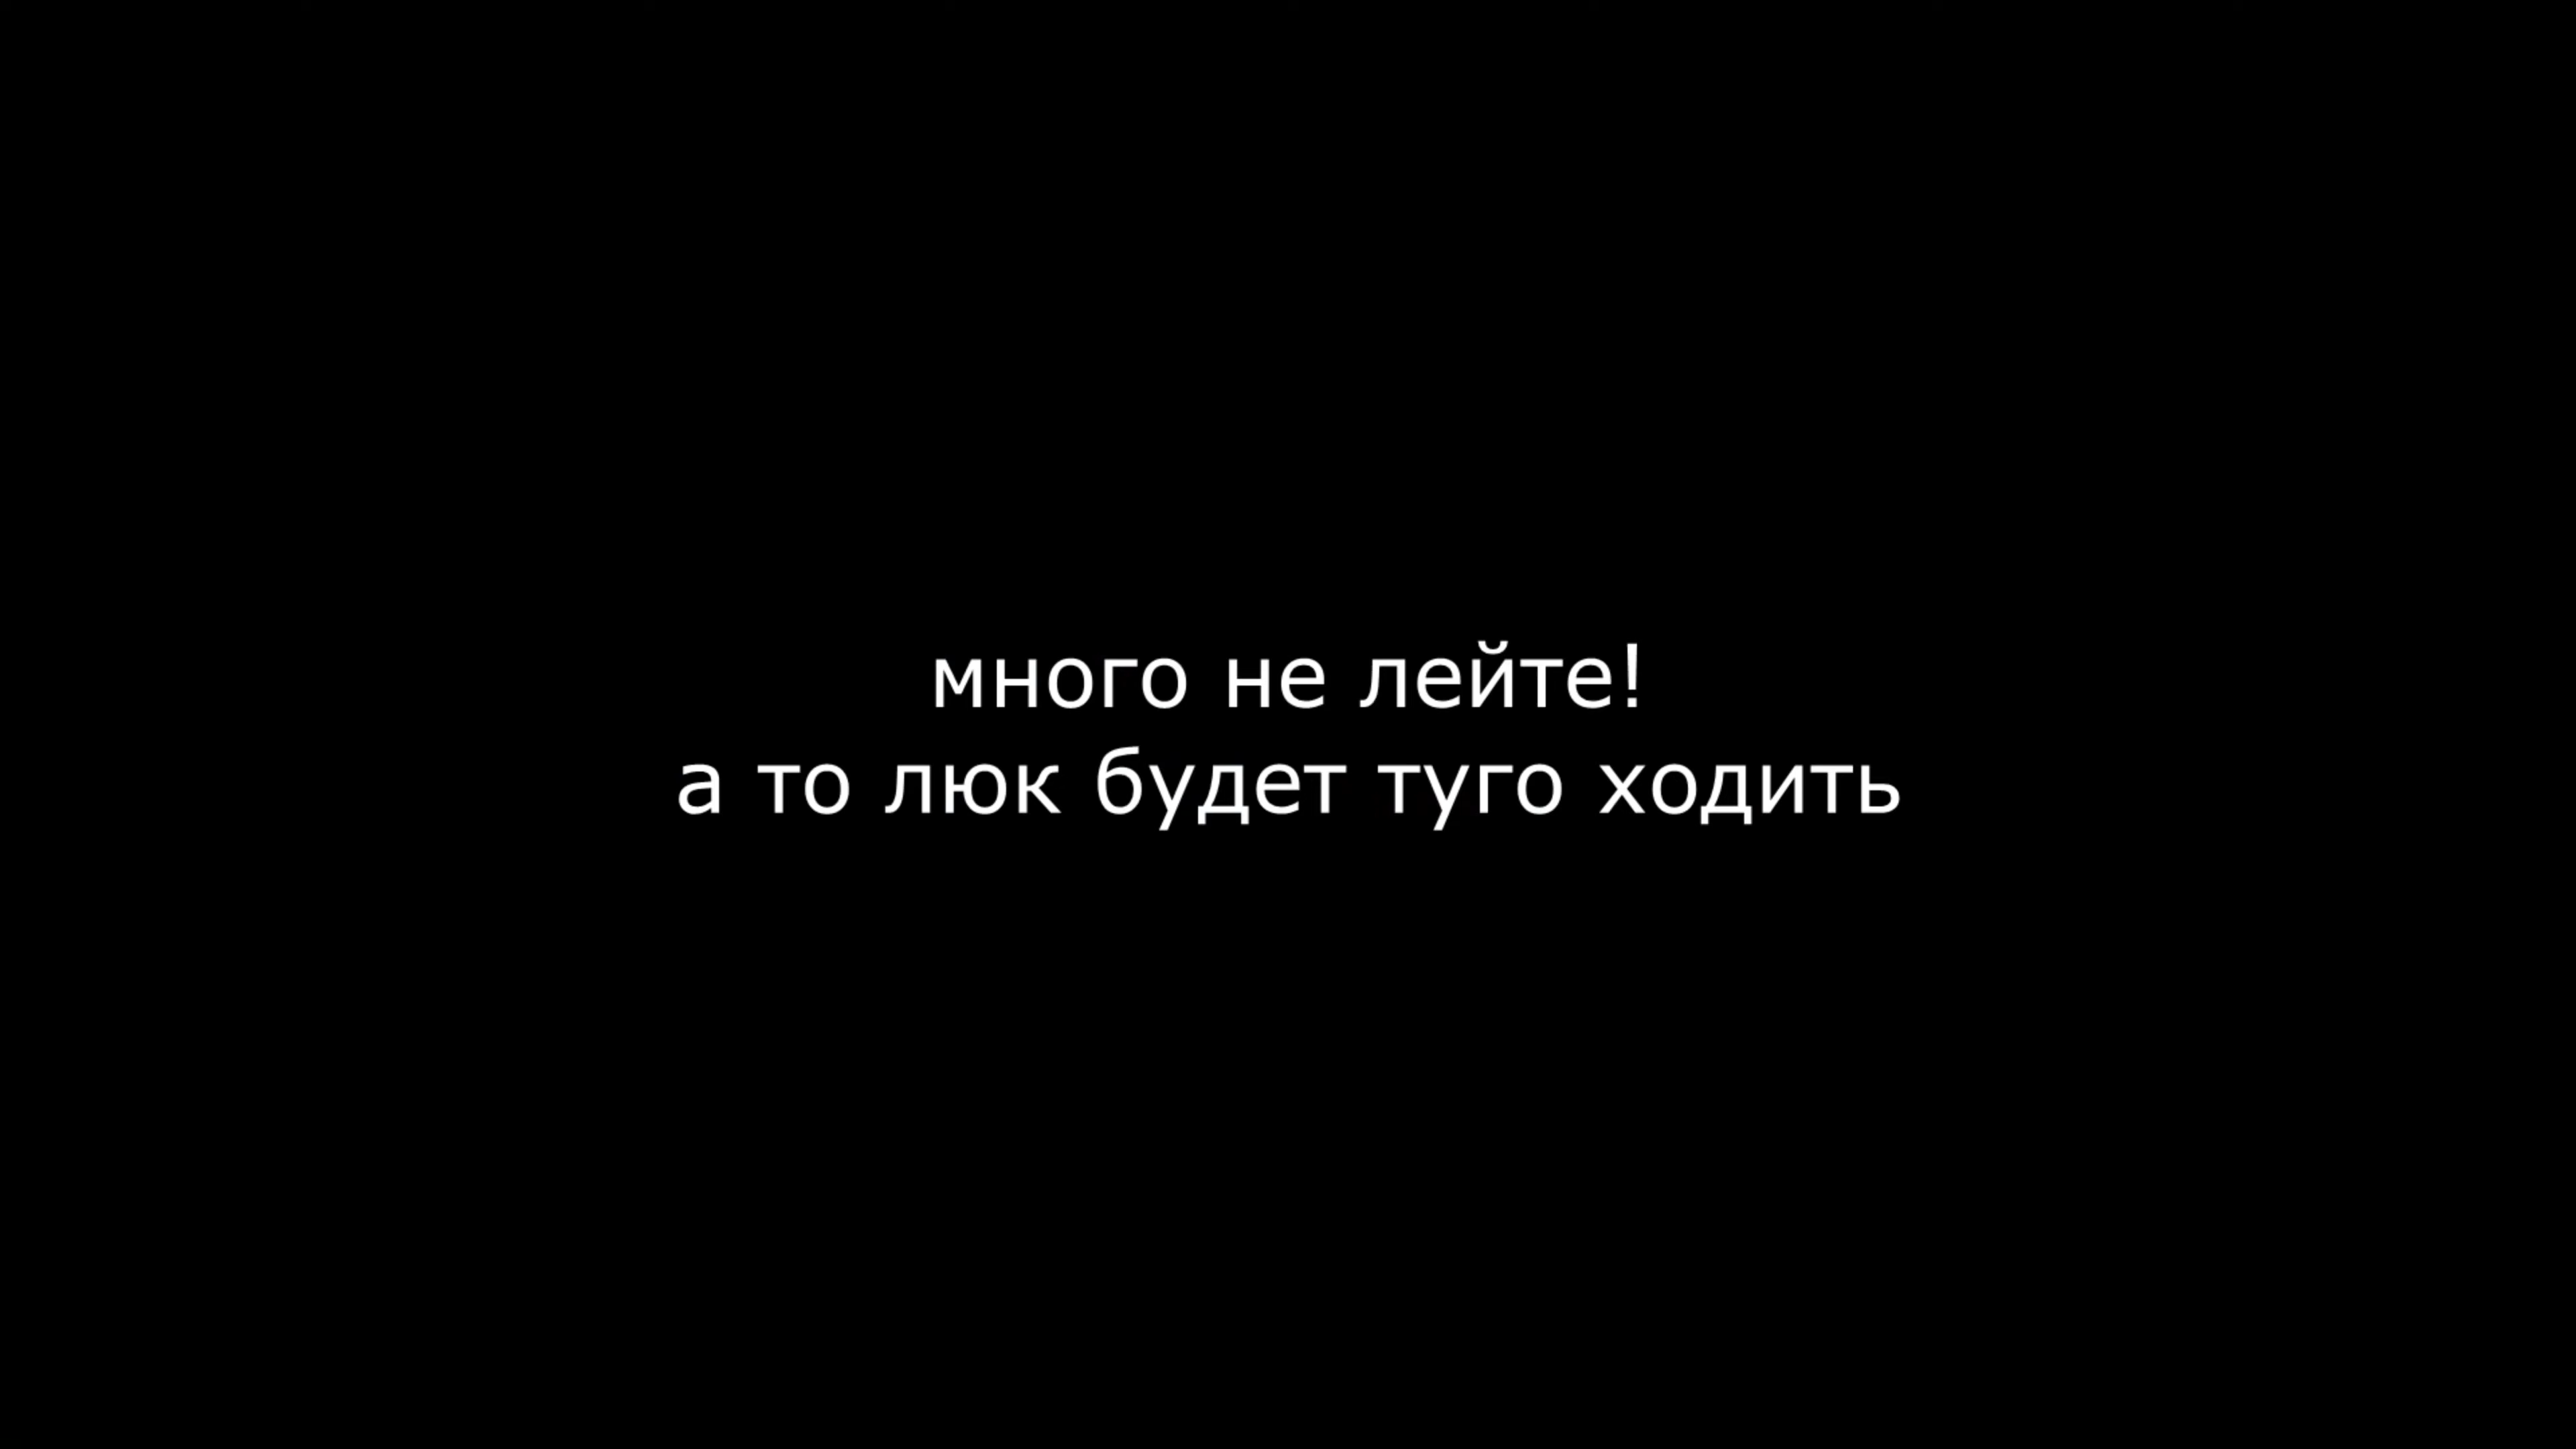 много не лейте!
а то люк будет туго ходить